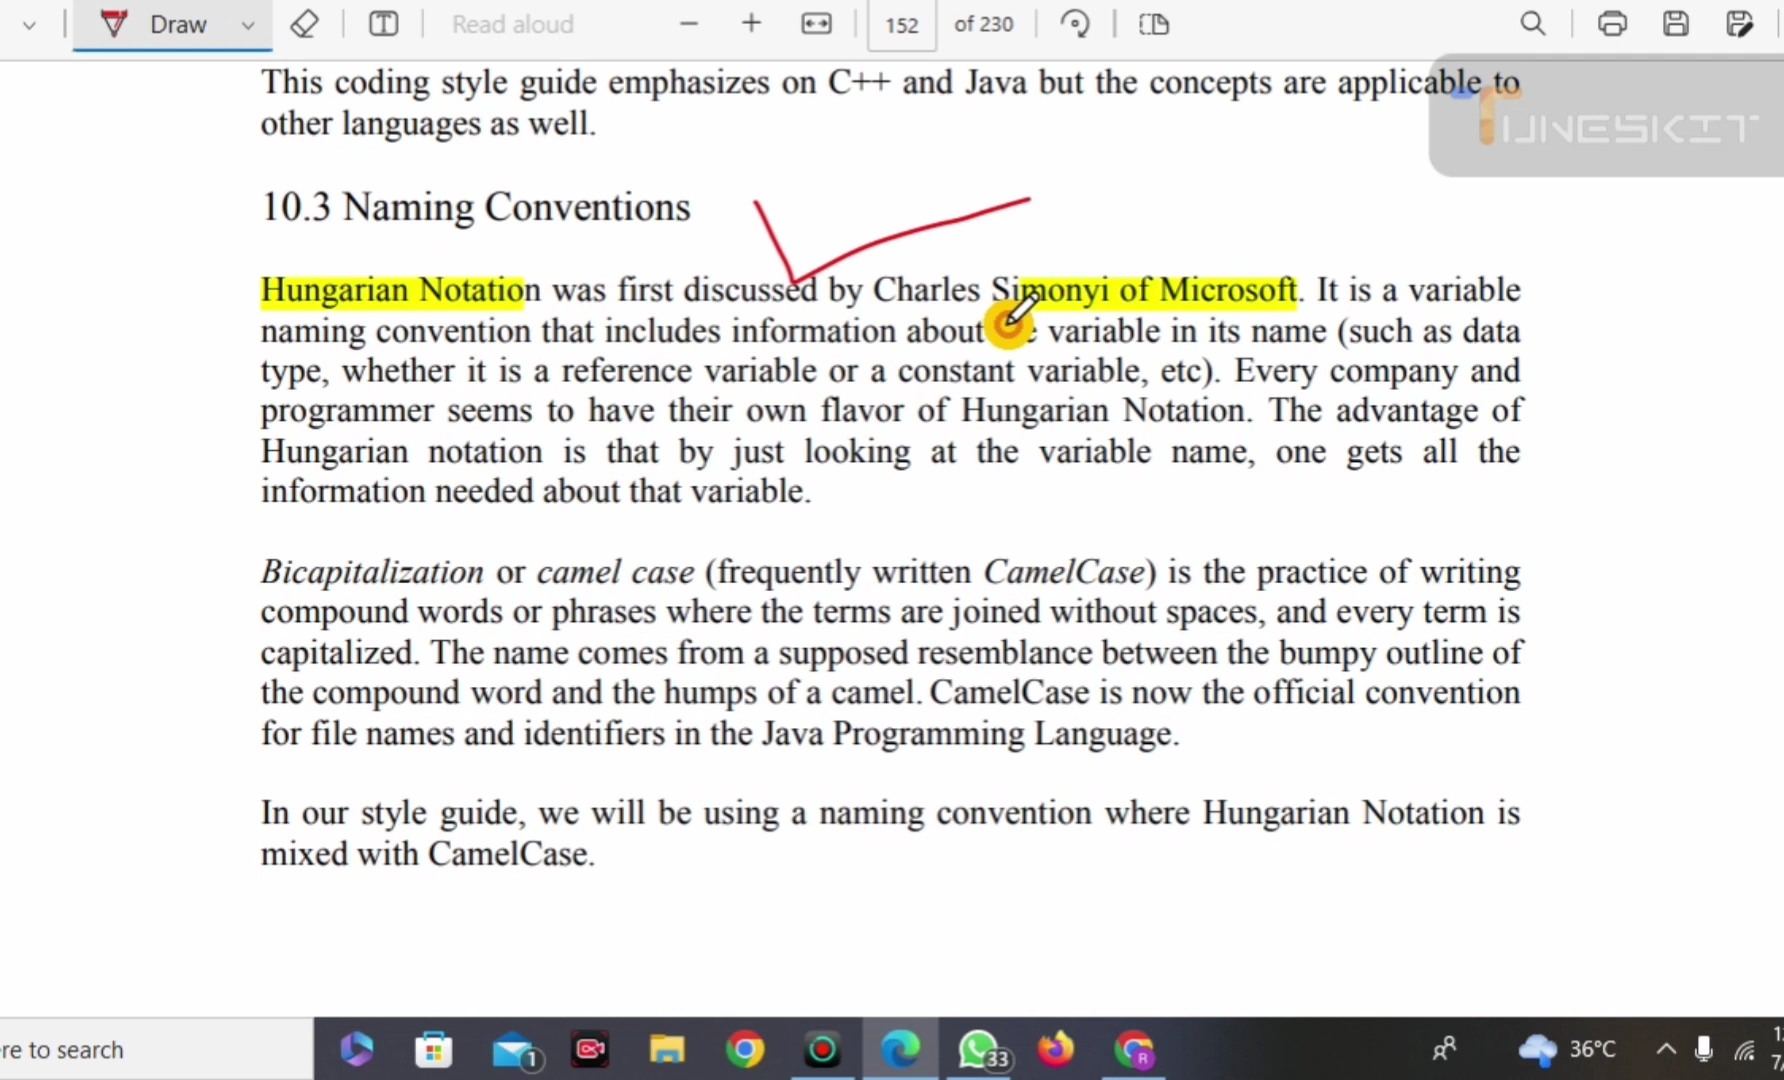 Draw
Read aloud
152
of 230
This coding style guide emphasizes on C++ and Java but the concepts are applicable to
other languages as well.
TUNESKIT
10.3 Naming Conventions
Hungarian Notation was first discussed by Charles Simonyi of Microsoft. It is a variable
naming convention that includes information about variable in its name (such as data
type, whether it is a reference variable or a constant variable, etc). Every company and
programmer seems to have their own flavor of Hungarian Notation. The advantage of
Hungarian notation is that by just looking at the variable name, one gets all the
information needed about that variable.
Bicapitalization or camel case (frequently written CamelCase) is the practice of writing
compound words or phrases where the terms are joined without spaces, and every term is
capitalized. The name comes from a supposed resemblance between the bumpy outline of
the compound word and the humps of a camel. CamelCase is now the official convention
for file names and identifiers in the Java Programming Language.
In our style guide, we will be using a naming convention where Hungarian Notation is
mixed with CamelCase.
re to search
1
33
R
36°C